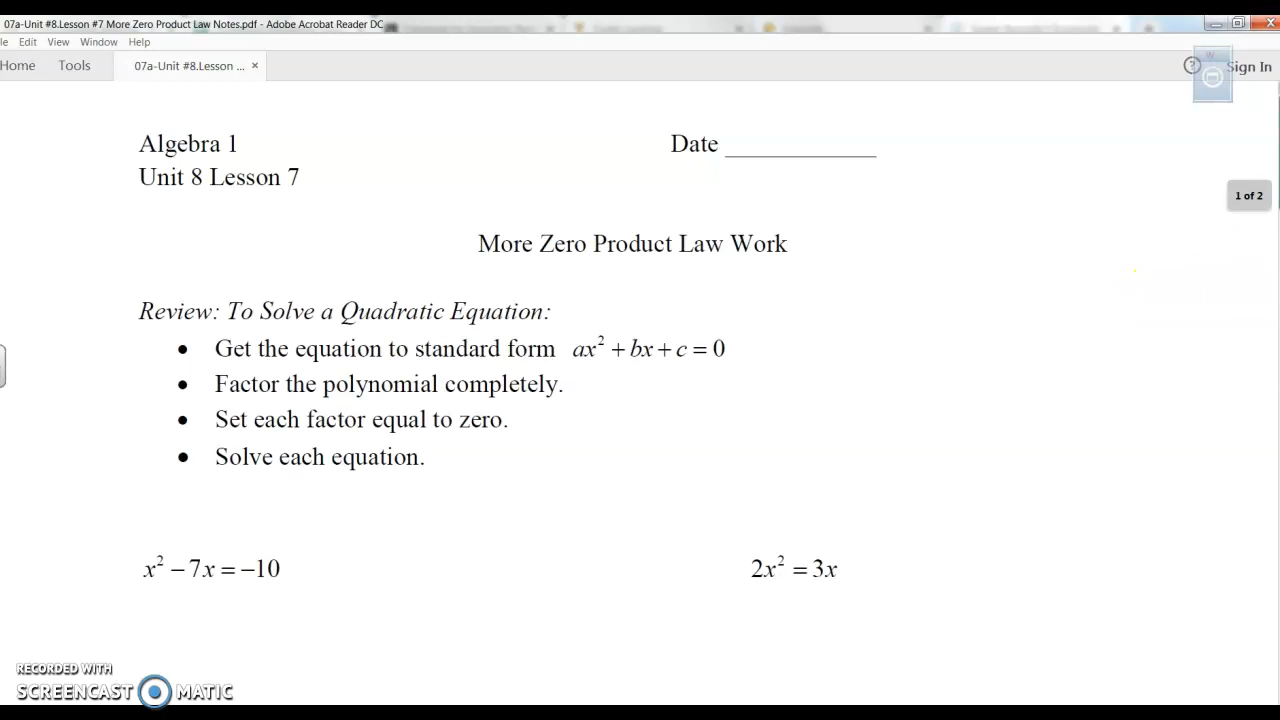 07a-Unit #8.Lesson #7 More Zero Product Law Notes.pdf - Adobe Acrobat Reader DC
le Edit View Window Help
Home Tools 07a-Unit #8.Lesson ... × ? Sign In
W
Algebra 1 Date ____________
Unit 8 Lesson 7
1 of 2
More Zero Product Law Work
Review: To Solve a Quadratic Equation:
• Get the equation to standard form ax² + bx + c = 0
• Factor the polynomial completely.
• Set each factor equal to zero.
• Solve each equation.
x² − 7x = −10 2x² = 3x
RECORDED WITH
SCREENCAST MATIC